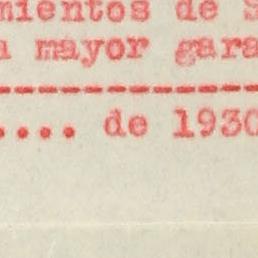 mientos de S
a mayor gara
--------------------
.... de 1930